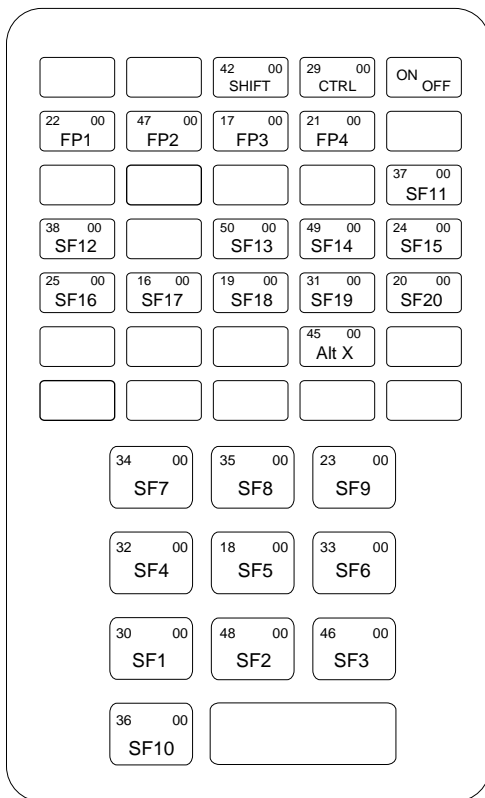 42 00 29 00 ON
SHIFT CTRL OFF
22 00 47 00 17 00 21 00
FP1 FP2 FP3 FP4
37 00
SF11
38 00 50 00 49 00 24 00
SF12 SF13 SF14 SF15
25 00 16 00 19 00 31 00 20 00
SF16 SF17 SF18 SF19 SF20
45 00
Alt X
34 00 35 00 23 00
SF7 SF8 SF9
32 00 18 00 33 00
SF4 SF5 SF6
30 00 48 00 46 00
SF1 SF2 SF3
36 00
SF10